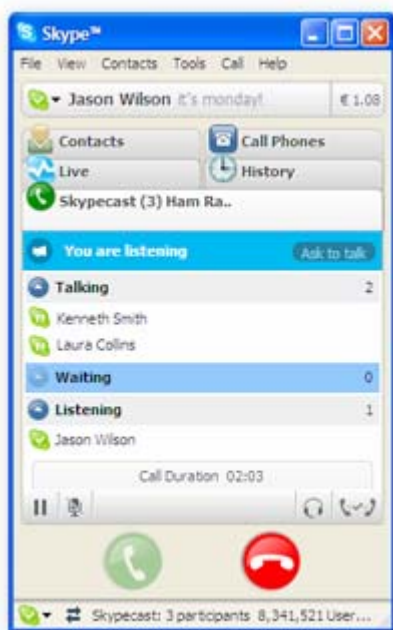 Skype™
File View Contacts Tools Call Help
Jason Wilson it's monday! € 1.08
Contacts Call Phones
Live History
Skypecast (3) Ham Ra..
You are listening Ask to talk
Talking 2
Kenneth Smith
Laura Collins
Waiting 0
Listening 1
Jason Wilson
Call Duration 02:03
Skypecast: 3 participants 8,341,521 User...